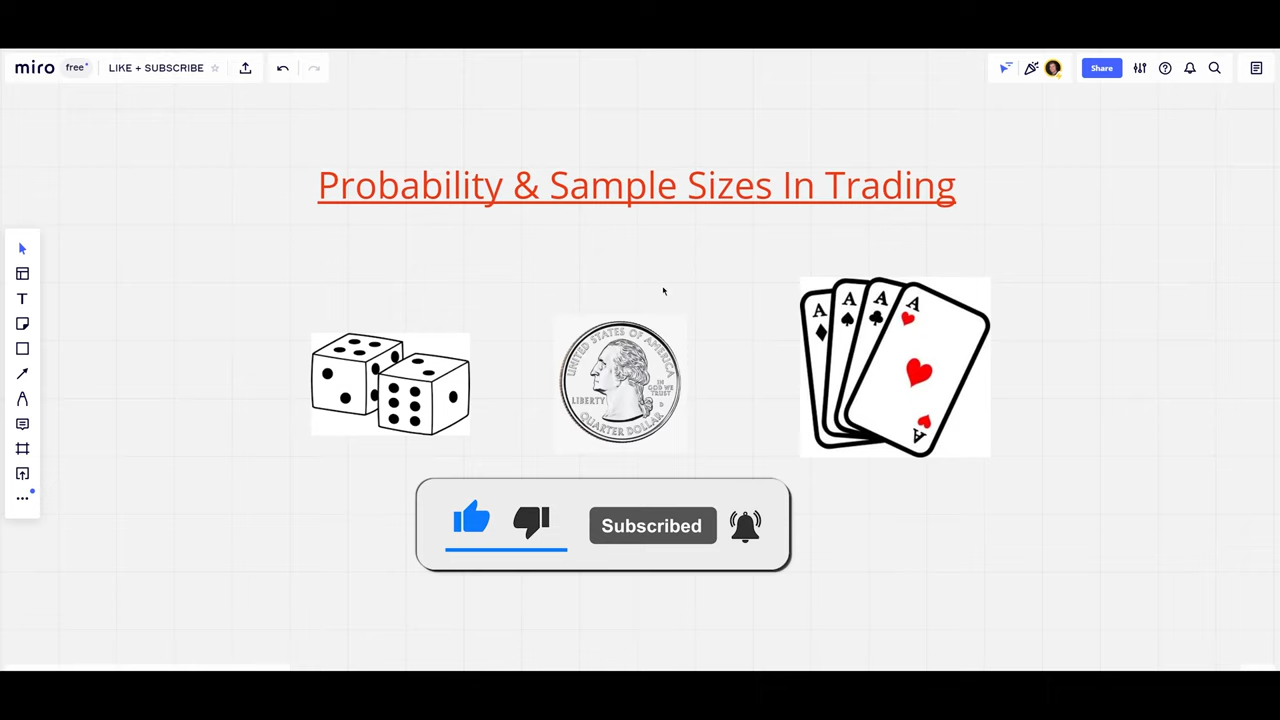 miro free LIKE + SUBSCRIBE Share
Probability & Sample Sizes In Trading
UNITED STATES OF AMERICA
LIBERTY
IN GOD WE TRUST
D
QUARTER DOLLAR
A A A A
A
Subscribed
T